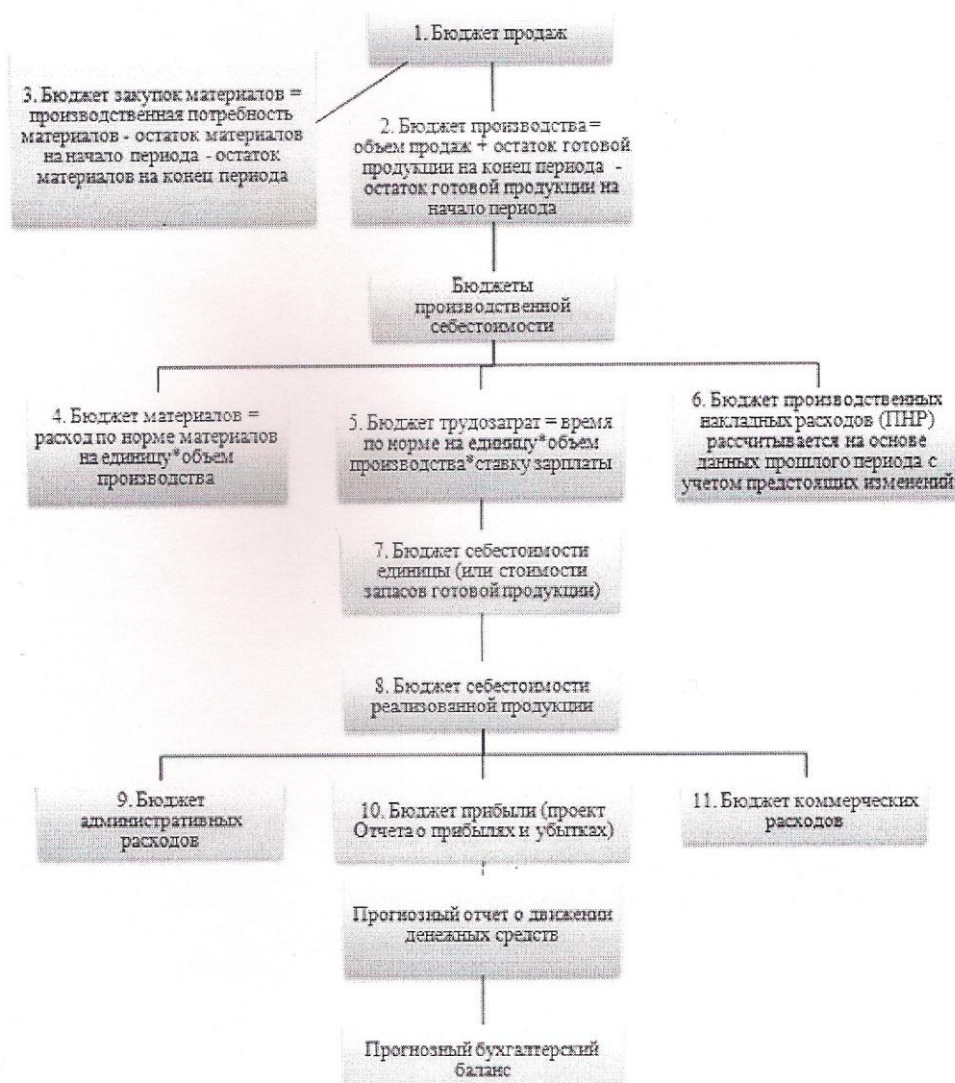 1. Бюджет продаж
3. Бюджет закупок материалов =
производственная потребность
материалов - остаток материалов
на начало периода - остаток
материалов на конец периода
2. Бюджет производства =
объем продаж + остаток готовой
продукции на конец периода -
остаток готовой продукции на
начало периода
Бюджеты
производственной
себестоимости
4. Бюджет материалов =
расход по норме материалов
на единицу*объем
производства
5. Бюджет трудозатрат = время
по норме на единицу*объем
производства*ставку зарплаты
6. Бюджет производственных
накладных расходов (ПНР)
рассчитывается на основе
данных прошлого периода с
учетом предстоящих изменений
7. Бюджет себестоимости
единицы (или стоимости
запасов готовой продукции)
8. Бюджет себестоимости
реализованной продукции
9. Бюджет
административных
расходов
10. Бюджет прибыли (проект
Отчета о прибылях и убытках)
11. Бюджет коммерческих
расходов
Прогнозный отчет о движении
денежных средств
Прогнозный бухгалтерский
баланс